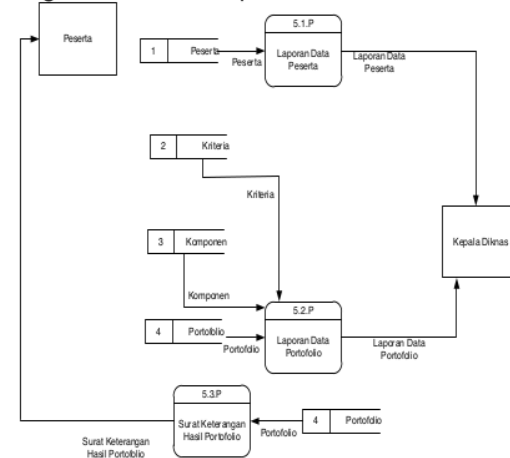 Peserta
1 Peserta
Peserta
5.1.P
Laporan Data
Peserta
Laporan Data
Peserta
2 Kriteria
Kriteria
Kepala Diknas
3 Komponen
Komponen
4 Portofolio
Portofolio
5.2.P
Laporan Data
Portofolio
Laporan Data
Portofolio
5.3.P
Surat Keterangan
Hasil Portofolio
Portofolio
4 Portofolio
Surat Keterangan
Hasil Portofolio